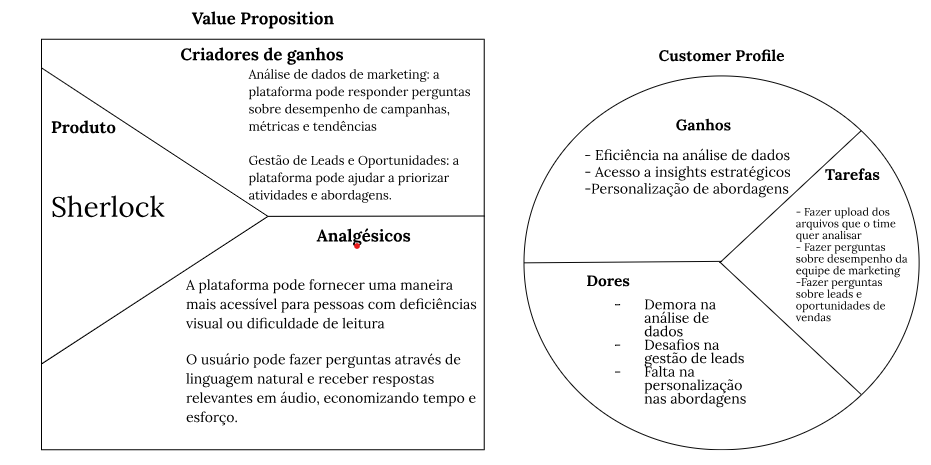 Value Proposition
Criadores de ganhos
Análise de dados de marketing: a
plataforma pode responder perguntas
sobre desempenho de campanhas,
métricas e tendências
Gestão de Leads e Oportunidades: a
plataforma pode ajudar a priorizar
atividades e abordagens.
Produto
Sherlock
Analgésicos
A plataforma pode fornecer uma maneira
mais acessível para pessoas com deficiências
visual ou dificuldade de leitura
O usuário pode fazer perguntas através de
linguagem natural e receber respostas
relevantes em áudio, economizando tempo e
esforço.
Customer Profile
Ganhos
- Eficiência na análise de dados
- Acesso a insights estratégicos
-Personalização de abordagens
Tarefas
- Fazer upload dos
arquivos que o time
quer analisar
- Fazer perguntas
sobre desempenho da
equipe de marketing
-Fazer perguntas
sobre leads e
oportunidades de
vendas
Dores
- Demora na
análise de
dados
- Desafios na
gestão de leads
- Falta na
personalização
nas abordagens